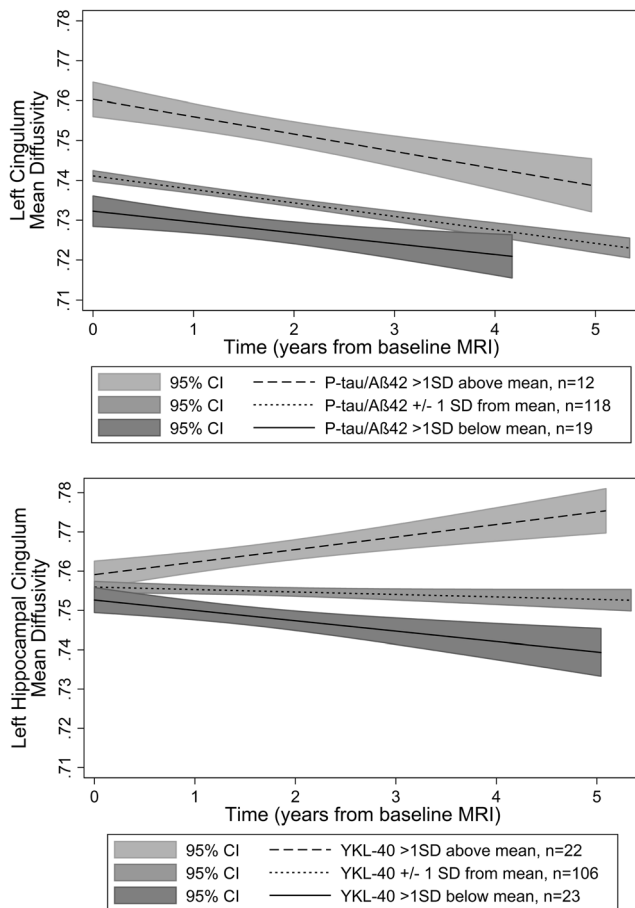 Left Cingulum
Mean Diffusivity
.78
.77
.76
.75
.74
.73
.72
.71
0 1 2 3 4 5
Time (years from baseline MRI)
95% CI P-tau/Aß42 >1SD above mean, n=12
95% CI P-tau/Aß42 +/- 1 SD from mean, n=118
95% CI P-tau/Aß42 >1SD below mean, n=19
Left Hippocampal Cingulum
Mean Diffusivity
.78
.77
.76
.75
.74
.73
.72
.71
0 1 2 3 4 5
Time (years from baseline MRI)
95% CI YKL-40 >1SD above mean, n=22
95% CI YKL-40 +/- 1 SD from mean, n=106
95% CI YKL-40 >1SD below mean, n=23